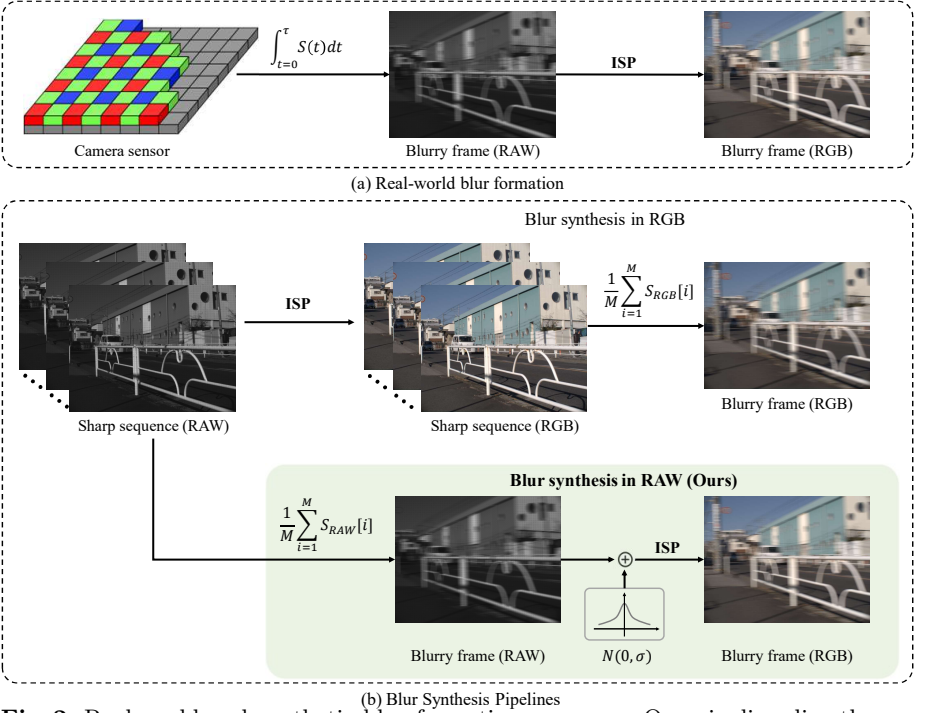 ∫_{t=0}^{τ} S(t)dt
ISP
Camera sensor
Blurry frame (RAW)
Blurry frame (RGB)
(a) Real-world blur formation
Blur synthesis in RGB
ISP
1/M ∑_{i=1}^{M} S_{RGB}[i]
Blurry frame (RGB)
Sharp sequence (RAW)
Sharp sequence (RGB)
Blur synthesis in RAW (Ours)
1/M ∑_{i=1}^{M} S_{RAW}[i]
ISP
Blurry frame (RAW)
N(0, σ)
Blurry frame (RGB)
(b) Blur Synthesis Pipelines